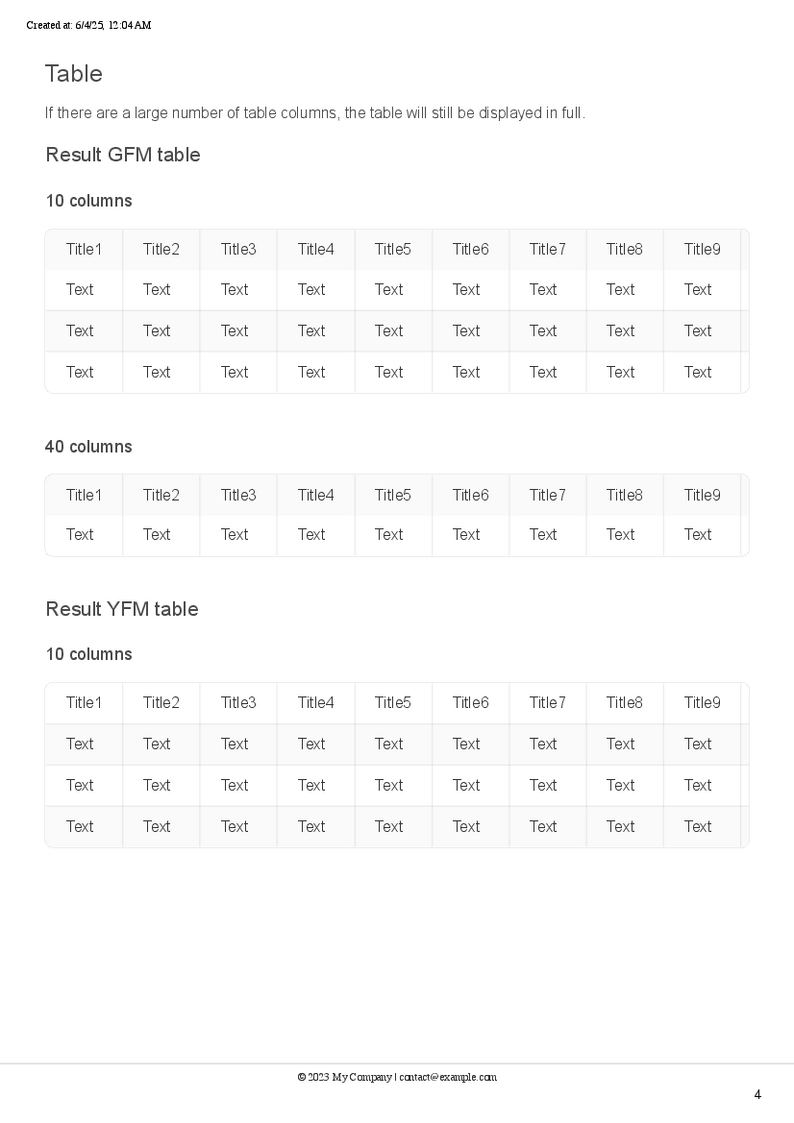 Created at: 6/4/25, 12:04 AM
Table
If there are a large number of table columns, the table will still be displayed in full.
Result GFM table
10 columns
Title1 Title2 Title3 Title4 Title5 Title6 Title7 Title8 Title9
Text Text Text Text Text Text Text Text Text
Text Text Text Text Text Text Text Text Text
Text Text Text Text Text Text Text Text Text
40 columns
Title1 Title2 Title3 Title4 Title5 Title6 Title7 Title8 Title9
Text Text Text Text Text Text Text Text Text
Result YFM table
10 columns
Title1 Title2 Title3 Title4 Title5 Title6 Title7 Title8 Title9
Text Text Text Text Text Text Text Text Text
Text Text Text Text Text Text Text Text Text
Text Text Text Text Text Text Text Text Text
© 2023 My Company | contact@example.com
4